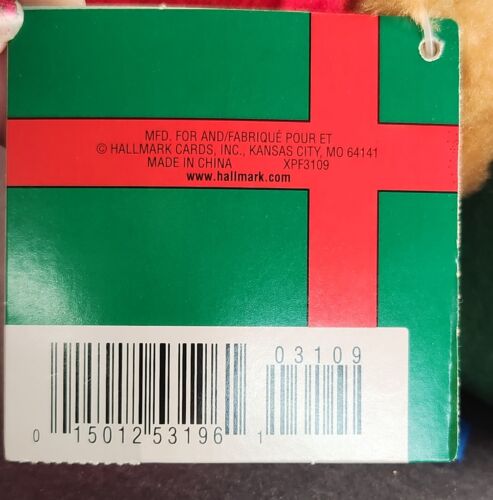 MFD. FOR AND/FABRIQUÉ POUR ET
© HALLMARK CARDS, INC., KANSAS CITY, MO 64141
MADE IN CHINA XPF3109
www.hallmark.com
03109
0 15012 53196 1